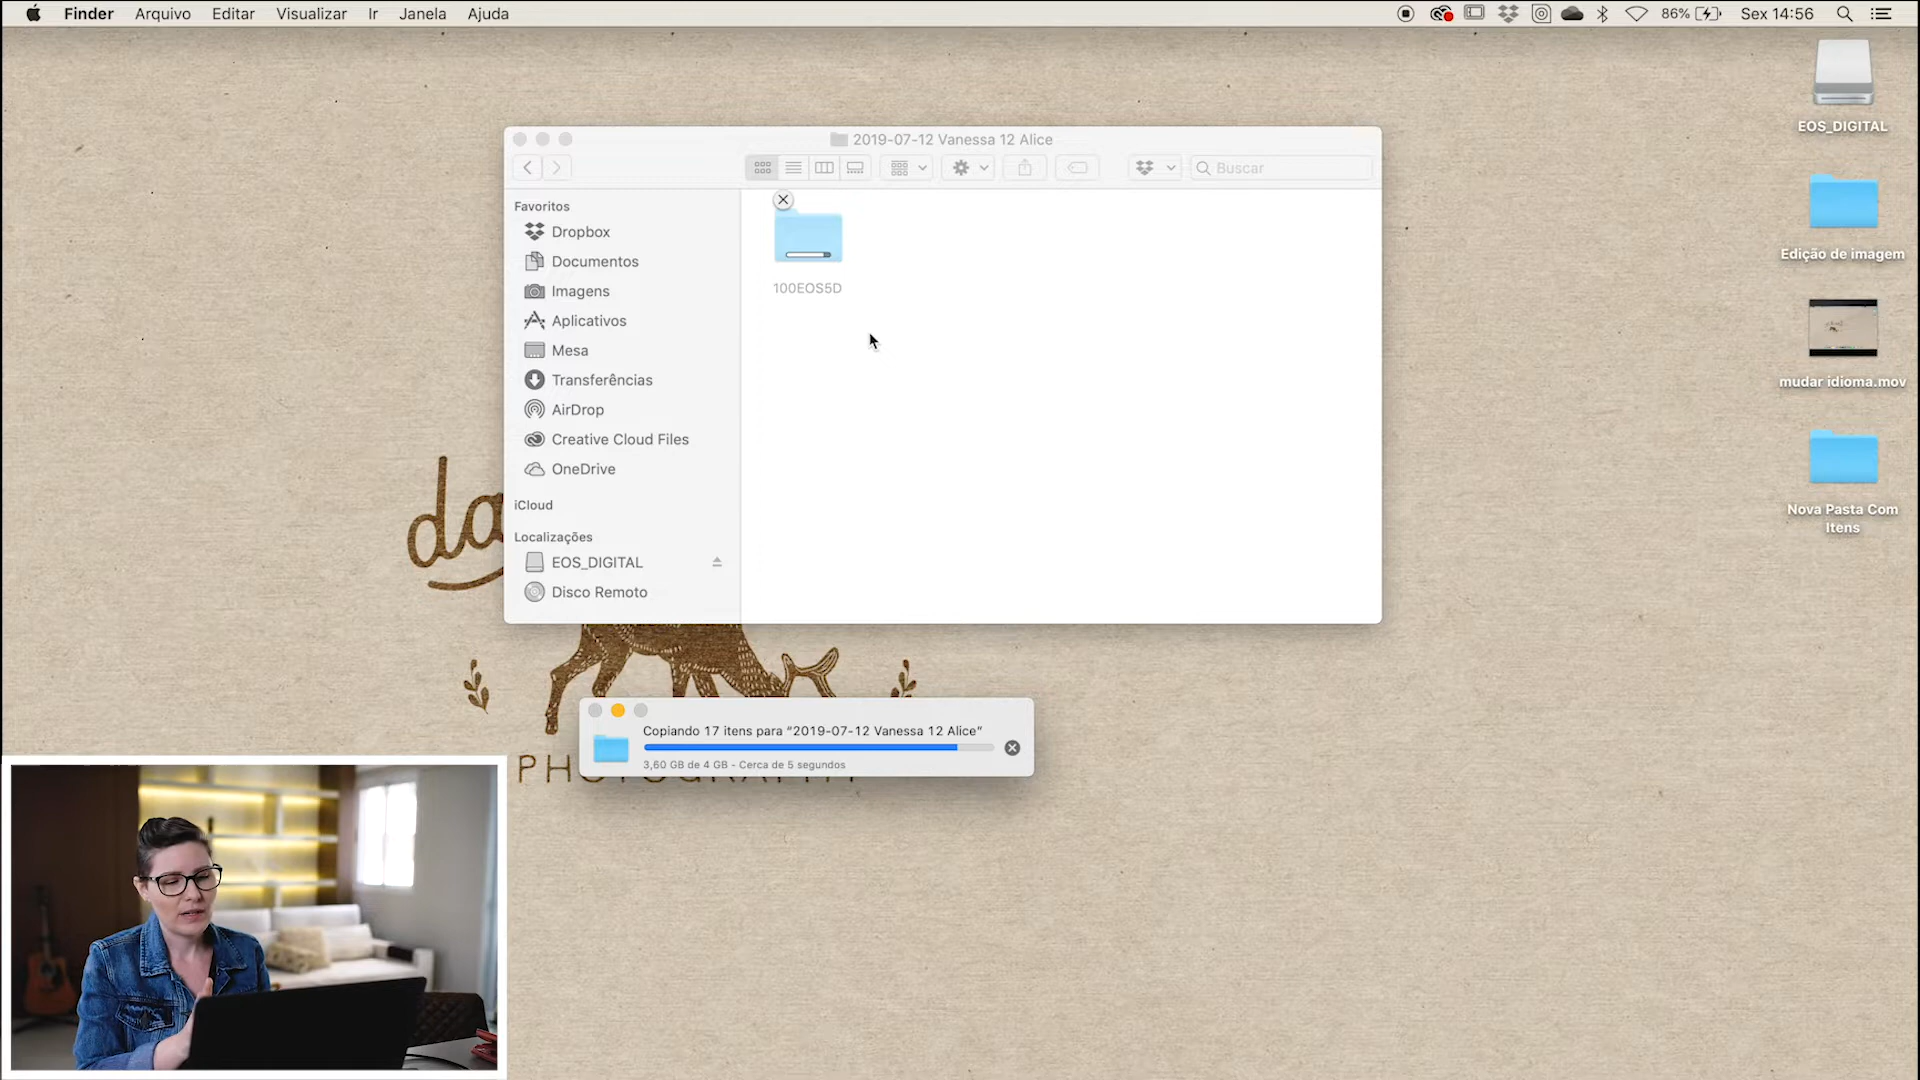 Finder Arquivo Editar Visualizar Ir Janela Ajuda
86% Sex 14:56
EOS_DIGITAL
Edição de imagem
mudar idioma.mov
Nova Pasta Com
Itens
2019-07-12 Vanessa 12 Alice
Buscar
Favoritos
Dropbox
Documentos
Imagens
Aplicativos
Mesa
Transferências
AirDrop
Creative Cloud Files
OneDrive
iCloud
Localizações
EOS_DIGITAL
Disco Remoto
100EOS5D
da
Copiando 17 itens para “2019-07-12 Vanessa 12 Alice”
3,60 GB de 4 GB - Cerca de 5 segundos